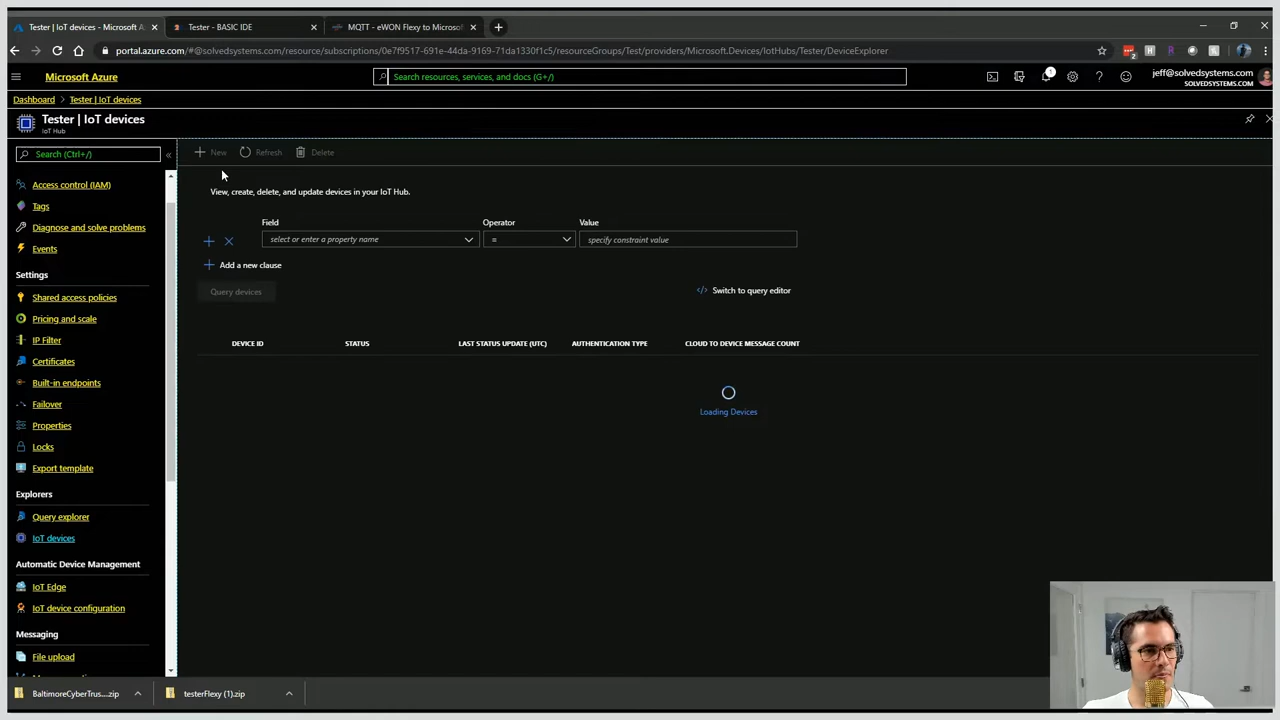 Tester | IoT devices - Microsoft A
Tester - BASIC IDE
MQTT - eWON Flexy to Microsof
portal.azure.com/#@solvedsystems.com/resource/subscriptions/0e7f9517-691e-44da-9169-71da1330f1c5/resourceGroups/Test/providers/Microsoft.Devices/IotHubs/Tester/DeviceExplorer
Microsoft Azure
Search resources, services, and docs (G+/)
1
jeff@solvedsystems.com
SOLVEDSYSTEMS.COM
Dashboard > Tester | IoT devices
Tester | IoT devices
IoT Hub
Search (Ctrl+/)
New
Refresh
Delete
View, create, delete, and update devices in your IoT Hub.
Field
Operator
Value
select or enter a property name
=
specify constraint value
Add a new clause
Query devices
Switch to query editor
DEVICE ID
STATUS
LAST STATUS UPDATE (UTC)
AUTHENTICATION TYPE
CLOUD TO DEVICE MESSAGE COUNT
Loading Devices
Access control (IAM)
Tags
Diagnose and solve problems
Events
Settings
Shared access policies
Pricing and scale
IP Filter
Certificates
Built-in endpoints
Failover
Properties
Locks
Export template
Explorers
Query explorer
IoT devices
Automatic Device Management
IoT Edge
IoT device configuration
Messaging
File upload
BaltimoreCyberTrus....zip
testerFlexy (1).zip